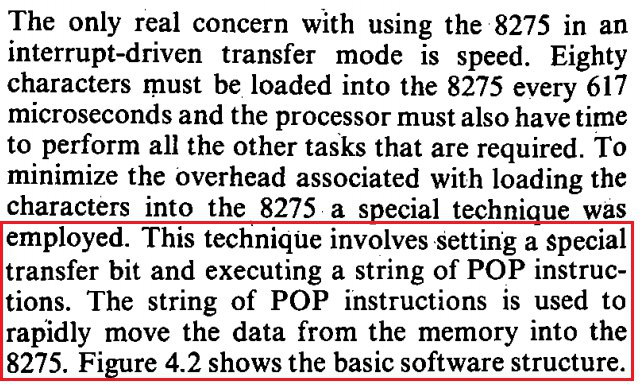 The only real concern with using the 8275 in an
interrupt-driven transfer mode is speed. Eighty
characters must be loaded into the 8275 every 617
microseconds and the processor must also have time
to perform all the other tasks that are required. To
minimize the overhead associated with loading the
characters into the 8275 a special technique was
employed. This technique involves setting a special
transfer bit and executing a string of POP instruc-
tions. The string of POP instructions is used to
rapidly move the data from the memory into the
8275. Figure 4.2 shows the basic software structure.